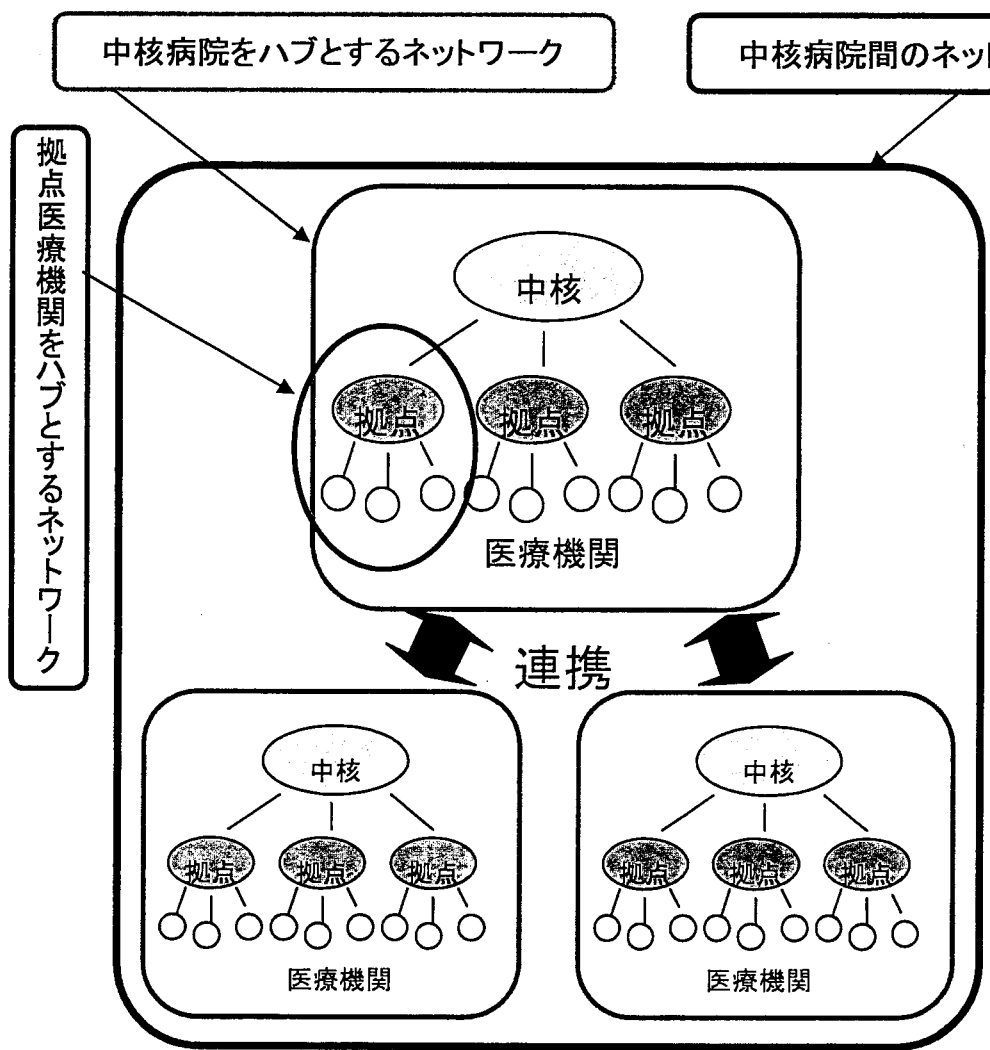 中核病院をハブとするネットワーク
中核病院間のネット
拠点医療機関をハブとするネットワーク
中核
拠点
拠点
拠点
医療機関
連携
中核
拠点
拠点
拠点
医療機関
中核
拠点
拠点
拠点
医療機関